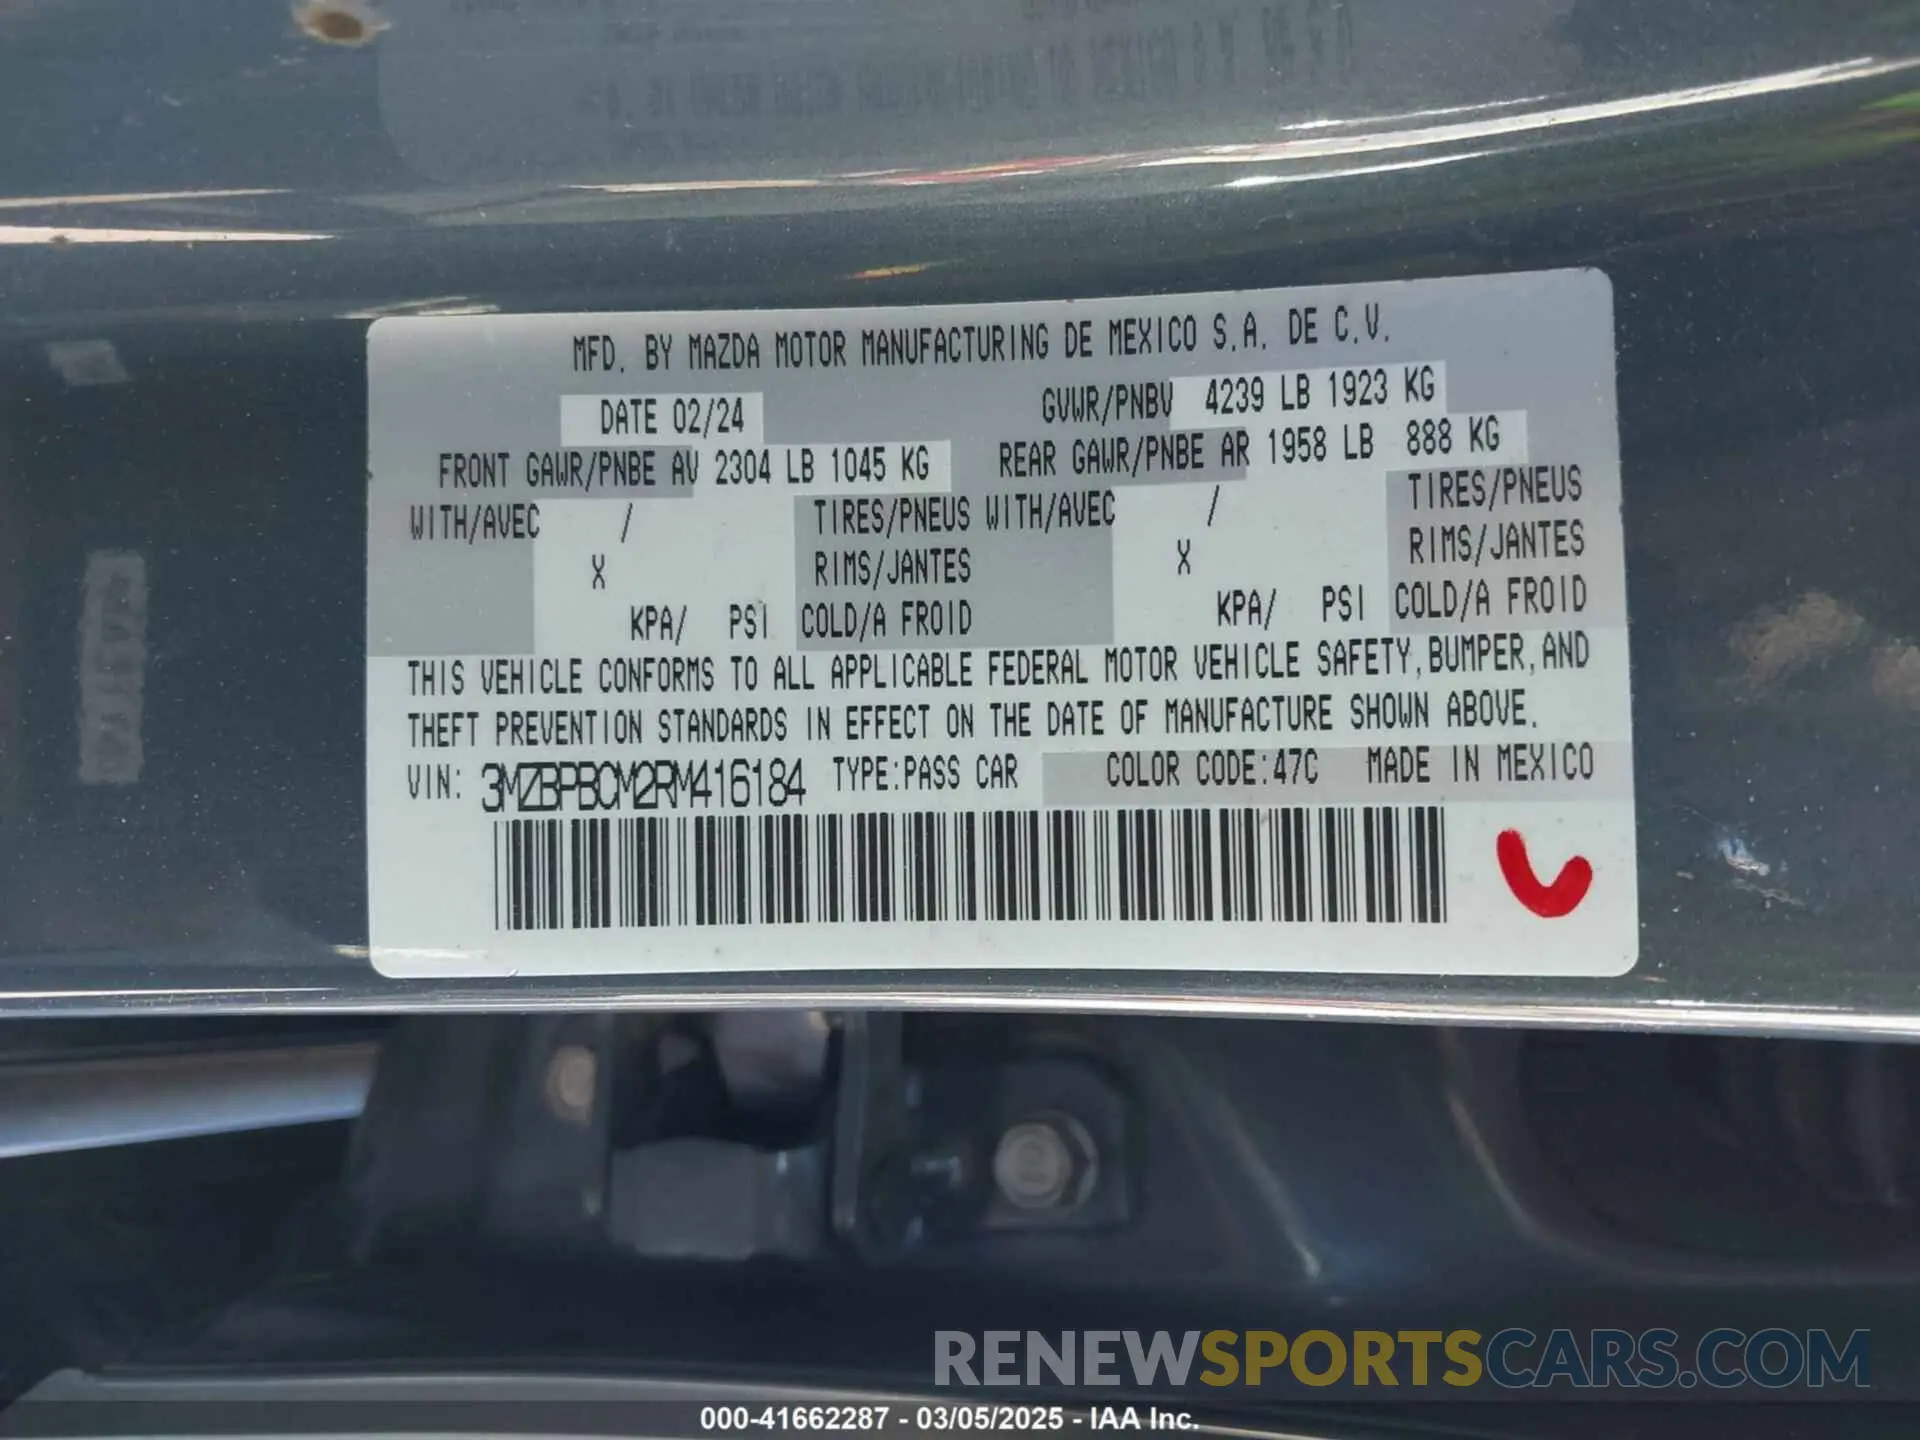 MFD. BY MAZDA MOTOR MANUFACTURING DE MEXICO S.A. DE C.V.
DATE 02/24 GVWR/PNBV 4239 LB 1923 KG
FRONT GAWR/PNBE AV 2304 LB 1045 KG REAR GAWR/PNBE AR 1958 LB 888 KG
WITH/AVEC / TIRES/PNEUS WITH/AVEC / TIRES/PNEUS
X RIMS/JANTES X RIMS/JANTES
KPA/ PSI COLD/A FROID KPA/ PSI COLD/A FROID
THIS VEHICLE CONFORMS TO ALL APPLICABLE FEDERAL MOTOR VEHICLE SAFETY, BUMPER, AND
THEFT PREVENTION STANDARDS IN EFFECT ON THE DATE OF MANUFACTURE SHOWN ABOVE.
VIN: 3MZBPBCM2RM416184 TYPE:PASS CAR COLOR CODE:47C MADE IN MEXICO
RENEWSPORTSCARS.COM
000-41662287 - 03/05/2025 - IAA Inc.